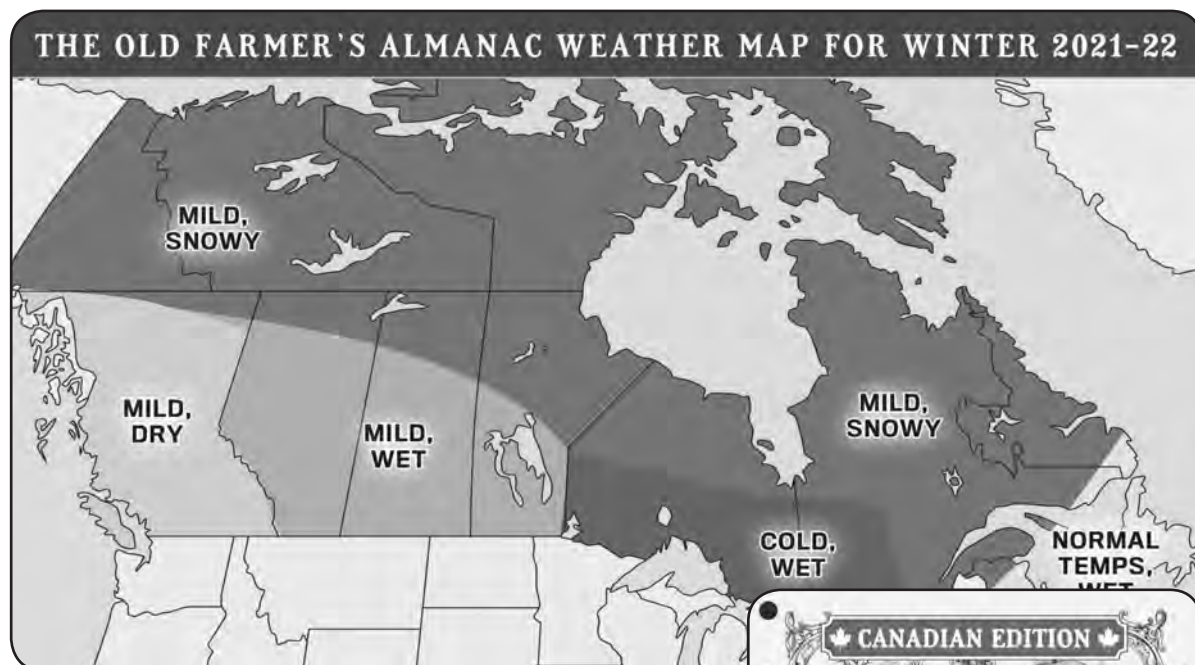 THE OLD FARMER'S ALMANAC WEATHER MAP FOR WINTER 2021-22
MILD,
SNOWY
MILD,
DRY
MILD,
WET
MILD,
SNOWY
COLD,
WET
NORMAL
TEMPS,
WET
CANADIAN EDITION